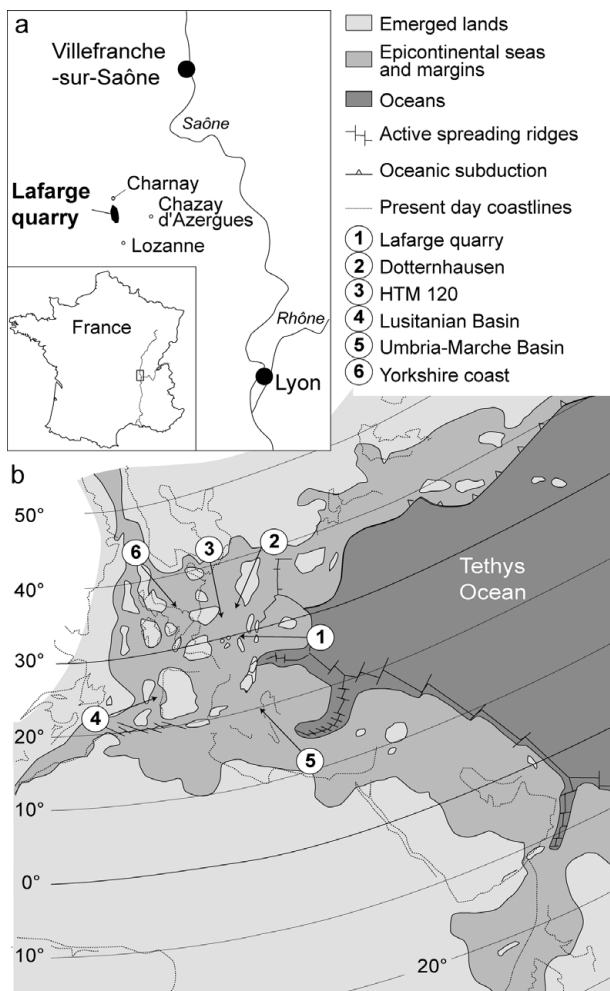 a
Villefranche
-sur-Saône
Saône
Charnay
Lafarge
quarry
Chazay
d'Azergues
Lozanne
France
Rhône
Lyon
Emerged lands
Epicontinental seas
and margins
Oceans
Active spreading ridges
Oceanic subduction
Present day coastlines
1 Lafarge quarry
2 Dotternhausen
3 HTM 120
4 Lusitanian Basin
5 Umbria-Marche Basin
6 Yorkshire coast
b
50°
40°
30°
20°
10°
0°
10°
20°
6
3
2
1
4
5
Tethys
Ocean